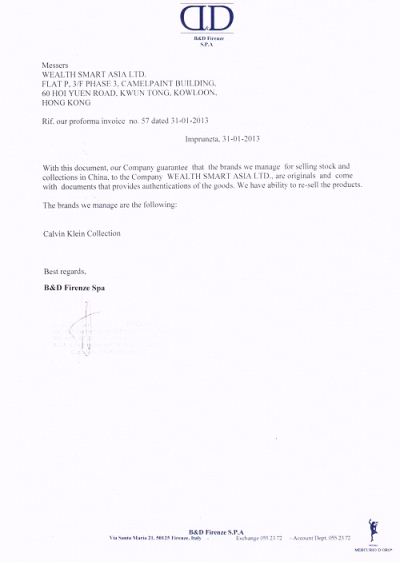 B&D Firenze
S.P.A
Messers
WEALTH SMART ASIA LTD.
FLAT P, 3/F PHASE 3, CAMELPAINT BUILDING,
60 HOI YUEN ROAD, KWUN TONG, KOWLOON,
HONG KONG
Rif. our proforma invoice no. 57 dated 31-01-2013
Impruneta, 31-01-2013
With this document, our Company guarantee that the brands we manage for selling stock and
collections in China, to the Company WEALTH SMART ASIA LTD., are originals and come
with documents that provides authentications of the goods. We have ability to re-sell the products.
The brands we manage are the following:
Calvin Klein Collection
Best regards,
B&D Firenze Spa
B&D Firenze S.P.A
Via Santa Maria 21, 50125 Firenze, Italy - Exchange 055 23 72 - Account Dept. 055 23 72
MERCURIO D'ORO